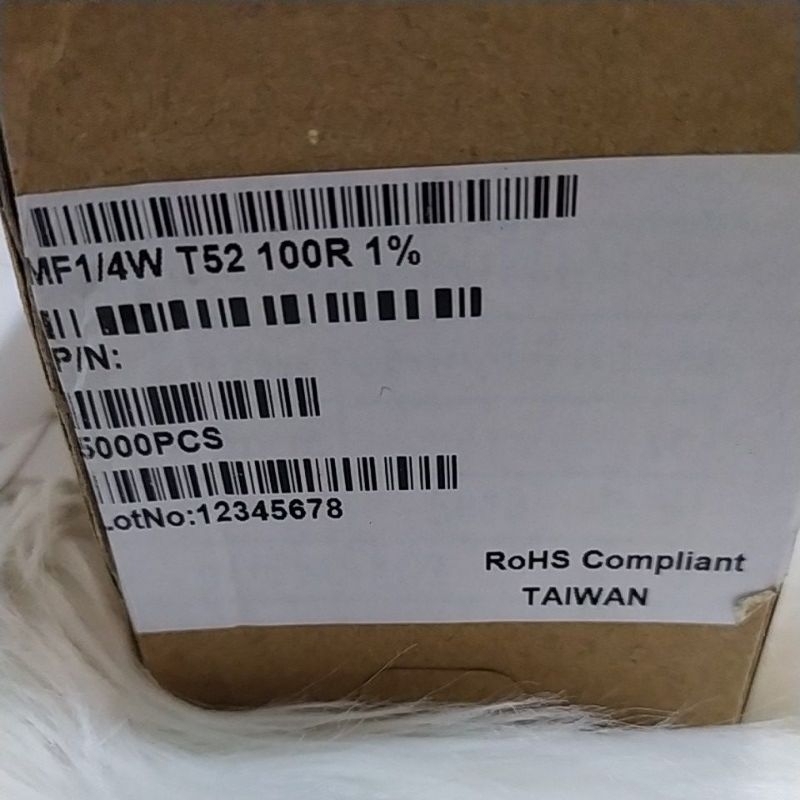 MF1/4W T52 100R 1%
P/N:
5000PCS
LotNo:12345678
RoHS Compliant
TAIWAN